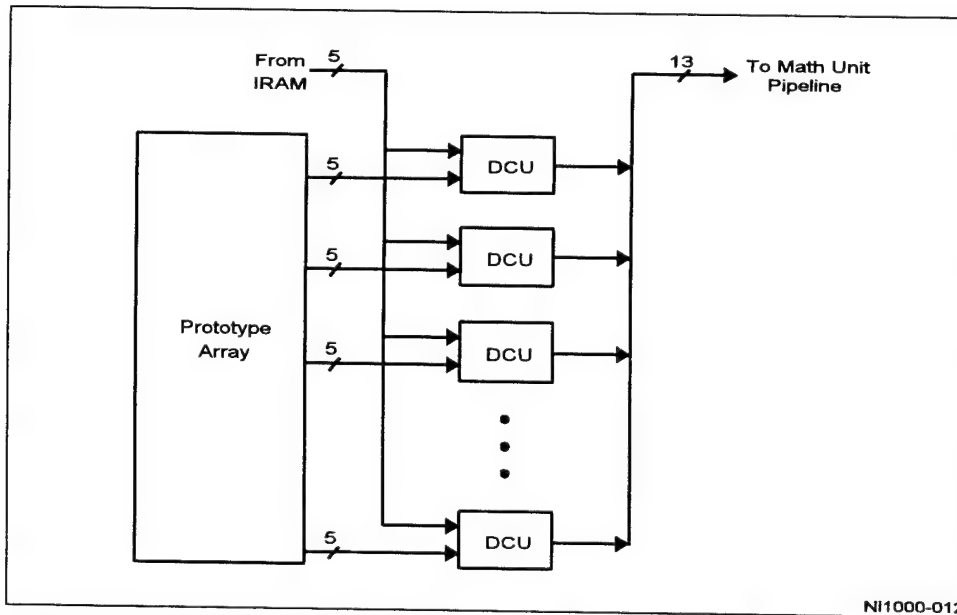 From
IRAM
5
13
To Math Unit
Pipeline
5
DCU
5
DCU
Prototype
Array
5
DCU
5
DCU
NI1000-012